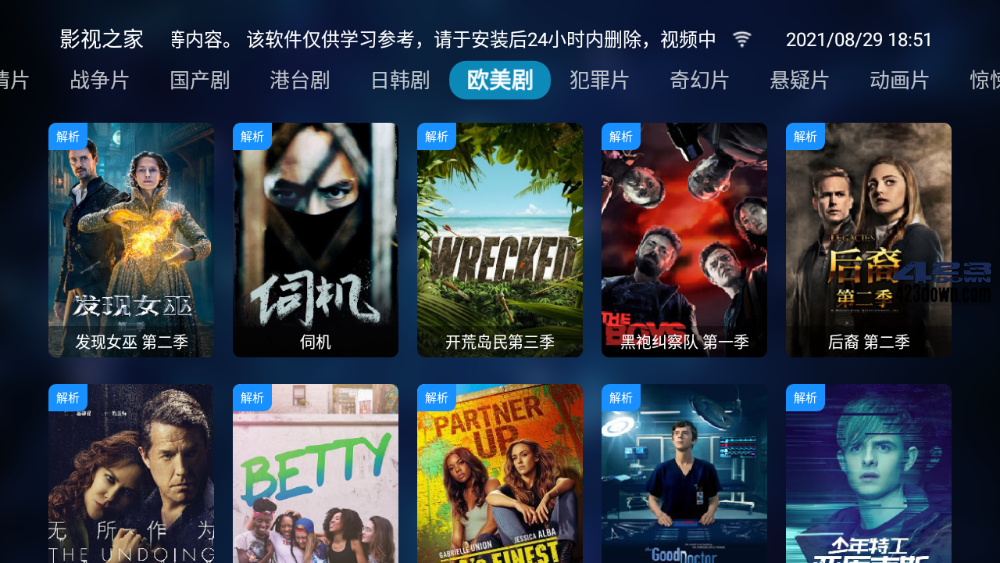 影视之家 等内容。 该软件仅供学习参考，请于安装后24小时内删除，视频中 2021/08/29 18:51
情片 战争片 国产剧 港台剧 日韩剧 欧美剧 犯罪片 奇幻片 悬疑片 动画片 惊悚
解析 解析 解析 解析 解析
发现女巫
伺机
WRECKED
THE BOYS
LEGACIES
后裔
第二季
423
423down.com
发现女巫 第二季 伺机 开荒岛民第三季 黑袍纠察队 第一季 后裔 第二季
解析 解析 解析 解析 解析
无所作为
THE UNDOING
BETTY
PARTNER
UP
GABRIELLE UNION JESSICA ALBA
L.A.'s FINEST
the Good Doctor
少年特工